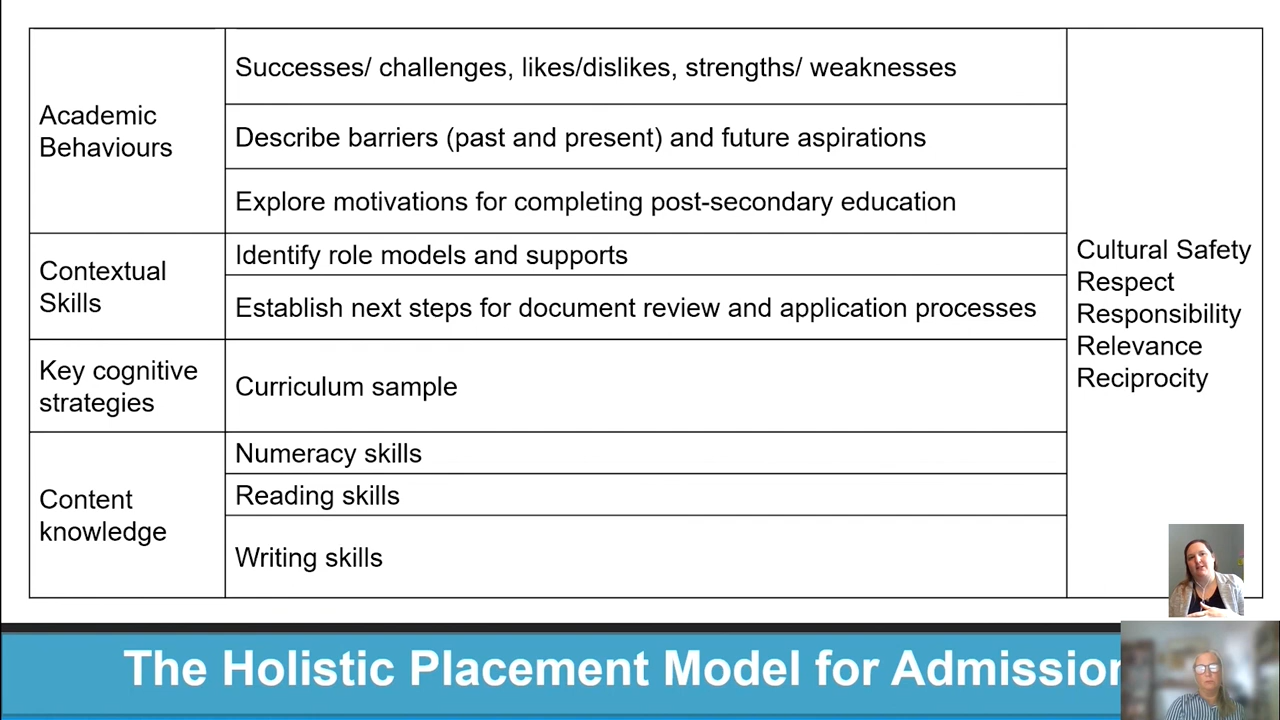 Academic
Behaviours
Successes/ challenges, likes/dislikes, strengths/ weaknesses
Describe barriers (past and present) and future aspirations
Explore motivations for completing post-secondary education
Contextual
Skills
Identify role models and supports
Establish next steps for document review and application processes
Key cognitive
strategies
Curriculum sample
Content
knowledge
Numeracy skills
Reading skills
Writing skills
Cultural Safety
Respect
Responsibility
Relevance
Reciprocity
The Holistic Placement Model for Admission